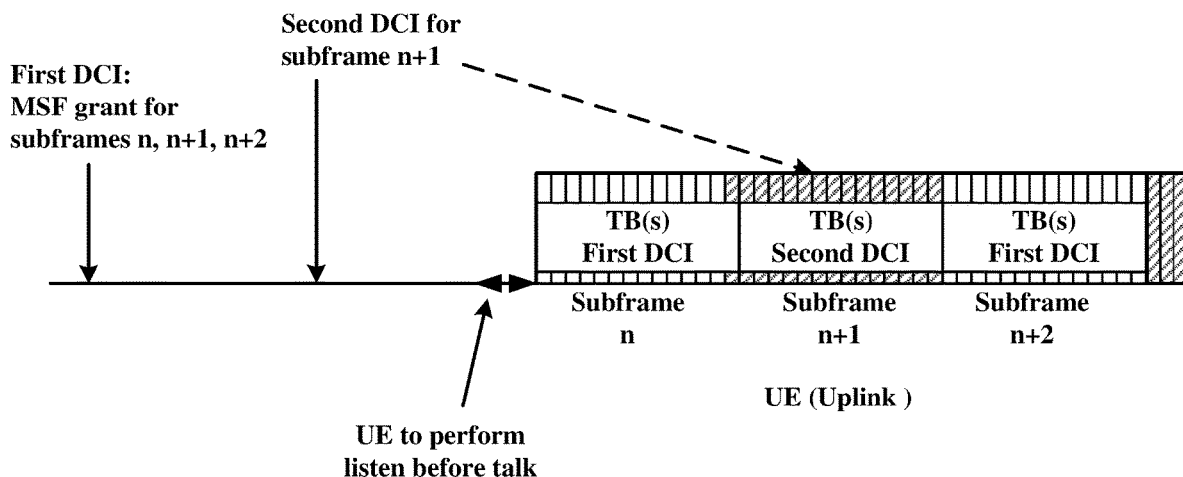 Second DCI for
subframe n+1
First DCI:
MSF grant for
subframes n, n+1, n+2
TB(s)
First DCI
TB(s)
Second DCI
TB(s)
First DCI
Subframe
n
Subframe
n+1
Subframe
n+2
UE (Uplink )
UE to perform
listen before talk